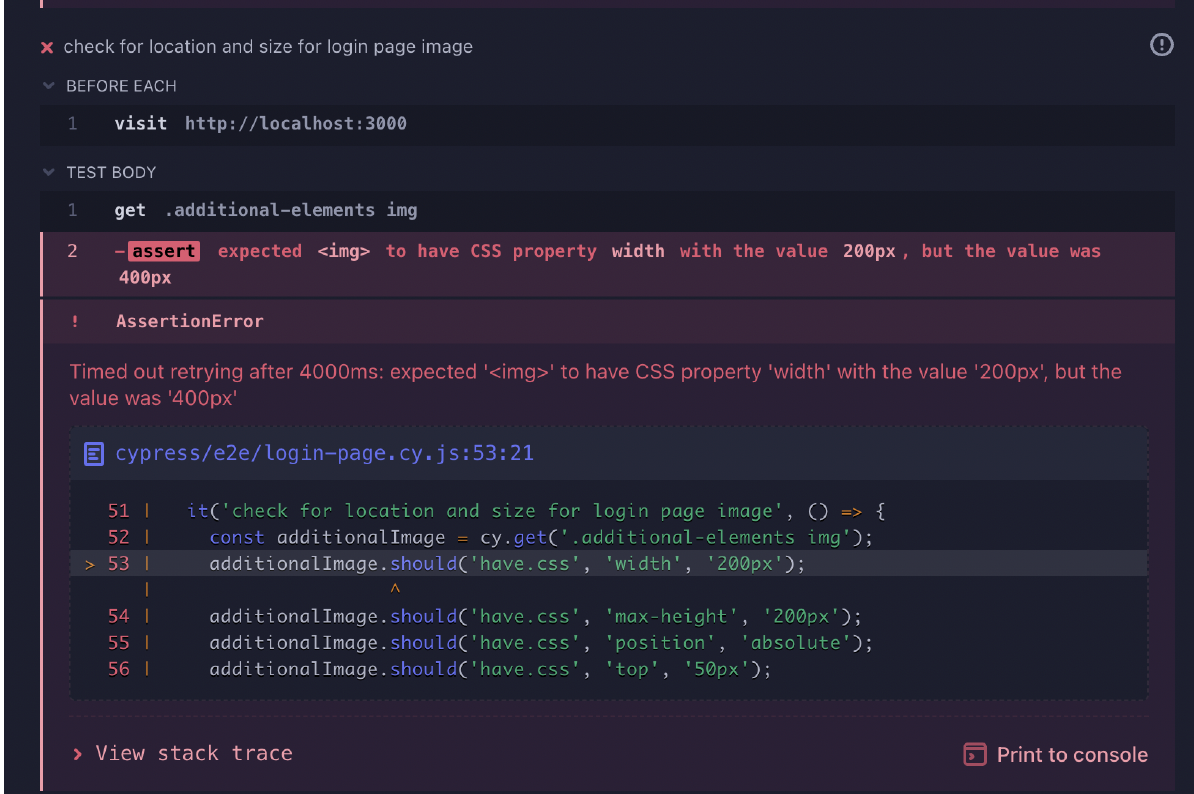 check for location and size for login page image
BEFORE EACH
1 visit http://localhost:3000
TEST BODY
1 get .additional-elements img
2 -assert expected <img> to have CSS property width with the value 200px, but the value was
400px
! AssertionError
Timed out retrying after 4000ms: expected '<img>' to have CSS property 'width' with the value '200px', but the
value was '400px'
cypress/e2e/login-page.cy.js:53:21
51 | it('check for location and size for login page image', () => {
52 | const additionalImage = cy.get('.additional-elements img');
> 53 | additionalImage.should('have.css', 'width', '200px');
| ^
54 | additionalImage.should('have.css', 'max-height', '200px');
55 | additionalImage.should('have.css', 'position', 'absolute');
56 | additionalImage.should('have.css', 'top', '50px');
> View stack trace
Print to console